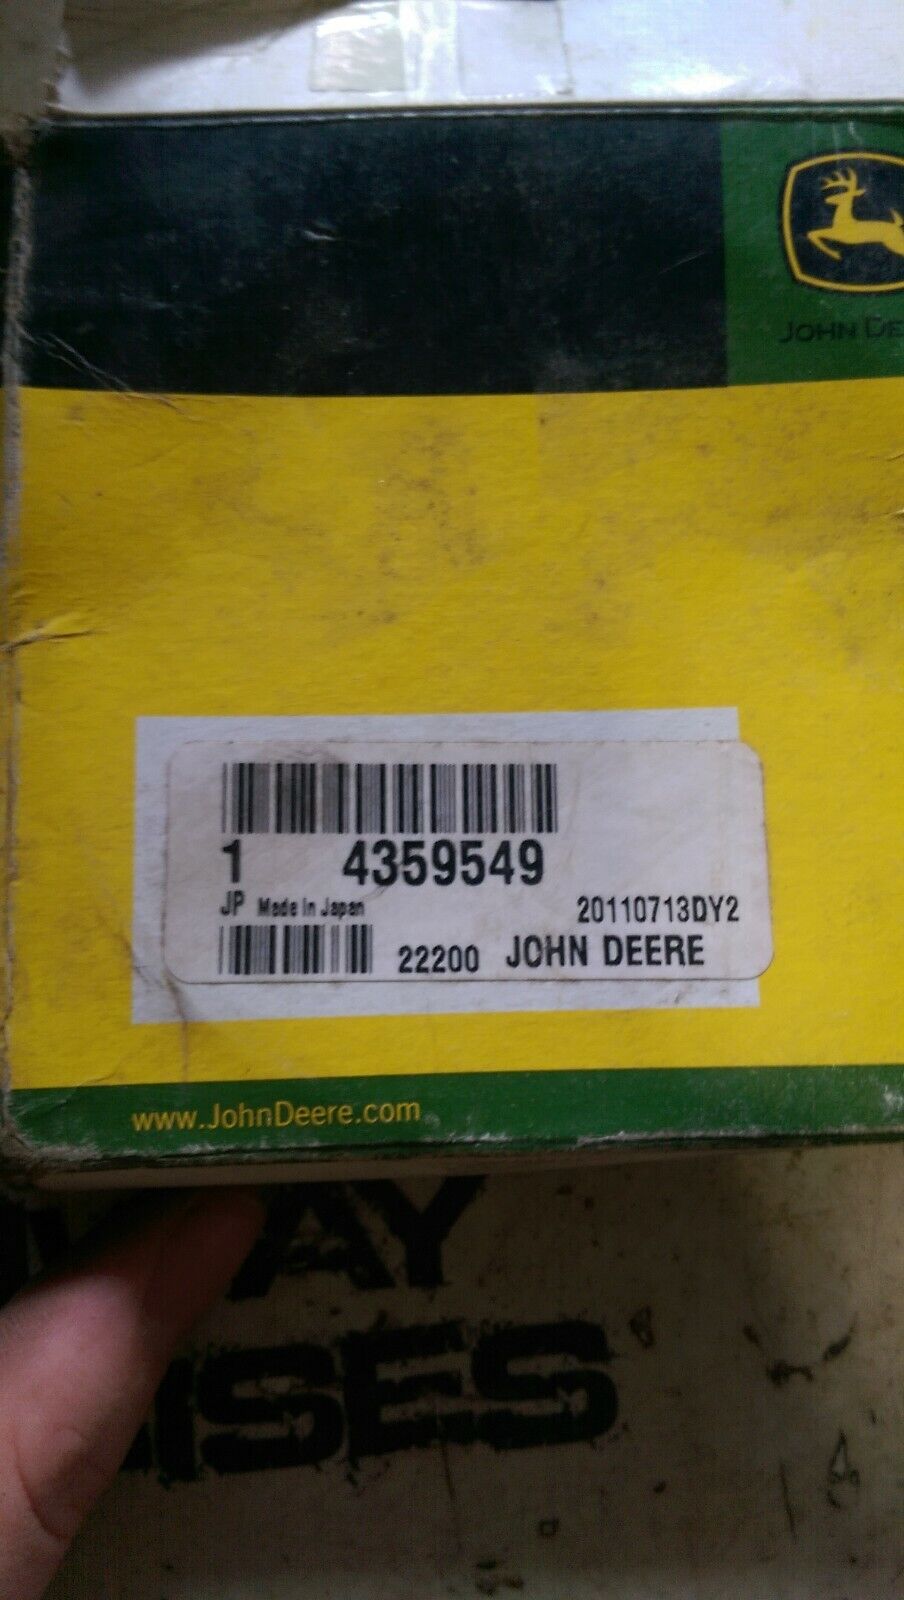 JOHN DE
1 4359549
JP Made in Japan 20110713DY2
22200 JOHN DEERE
www.JohnDeere.com
AY
ISES